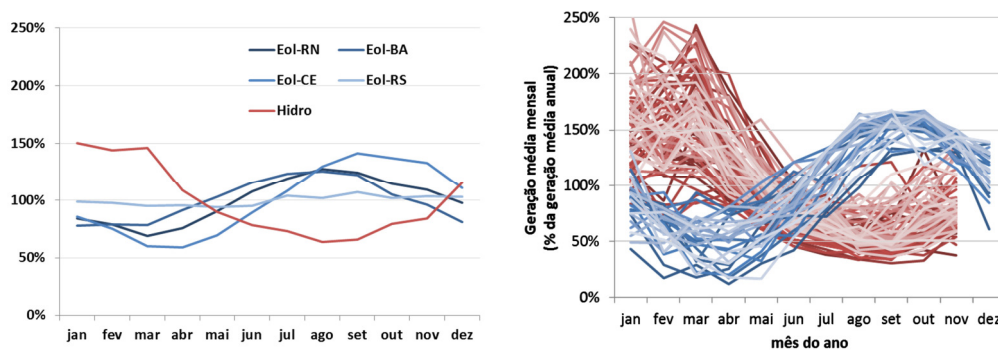 250%
200%
150%
100%
50%
0%
Eol-RN
Eol-BA
Eol-CE
Eol-RS
Hidro
jan fev mar abr mai jun jul ago set out nov dez
Geração média mensal
(% da geração média anual)
250%
200%
150%
100%
50%
0%
jan fev mar abr mai jun jul ago set out nov dez
mês do ano